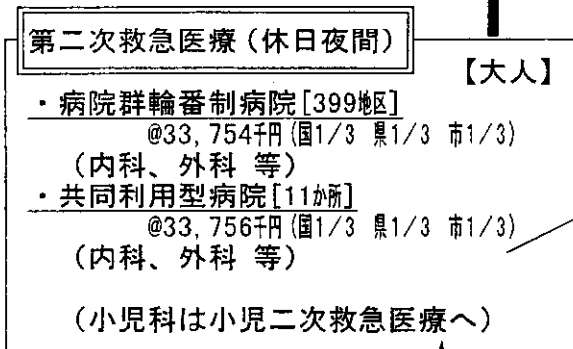 第二次救急医療（休日夜間）
【大人】
・病院群輪番制病院[399地区]
@33,754千円(国1/3 県1/3 市1/3)
（内科、外科 等）
・共同利用型病院[11か所]
@33,756千円(国1/3 県1/3 市1/3)
（内科、外科 等）
（小児科は小児二次救急医療へ）